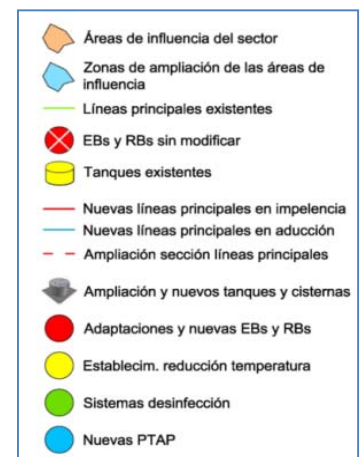 Áreas de influencia del sector
Zonas de ampliación de las áreas de
influencia
Líneas principales existentes
EBs y RBs sin modificar
Tanques existentes
Nuevas líneas principales en impelencia
Nuevas líneas principales en aducción
Ampliación sección líneas principales
Ampliación y nuevos tanques y cisternas
Adaptaciones y nuevas EBs y RBs
Establecim. reducción temperatura
Sistemas desinfección
Nuevas PTAP